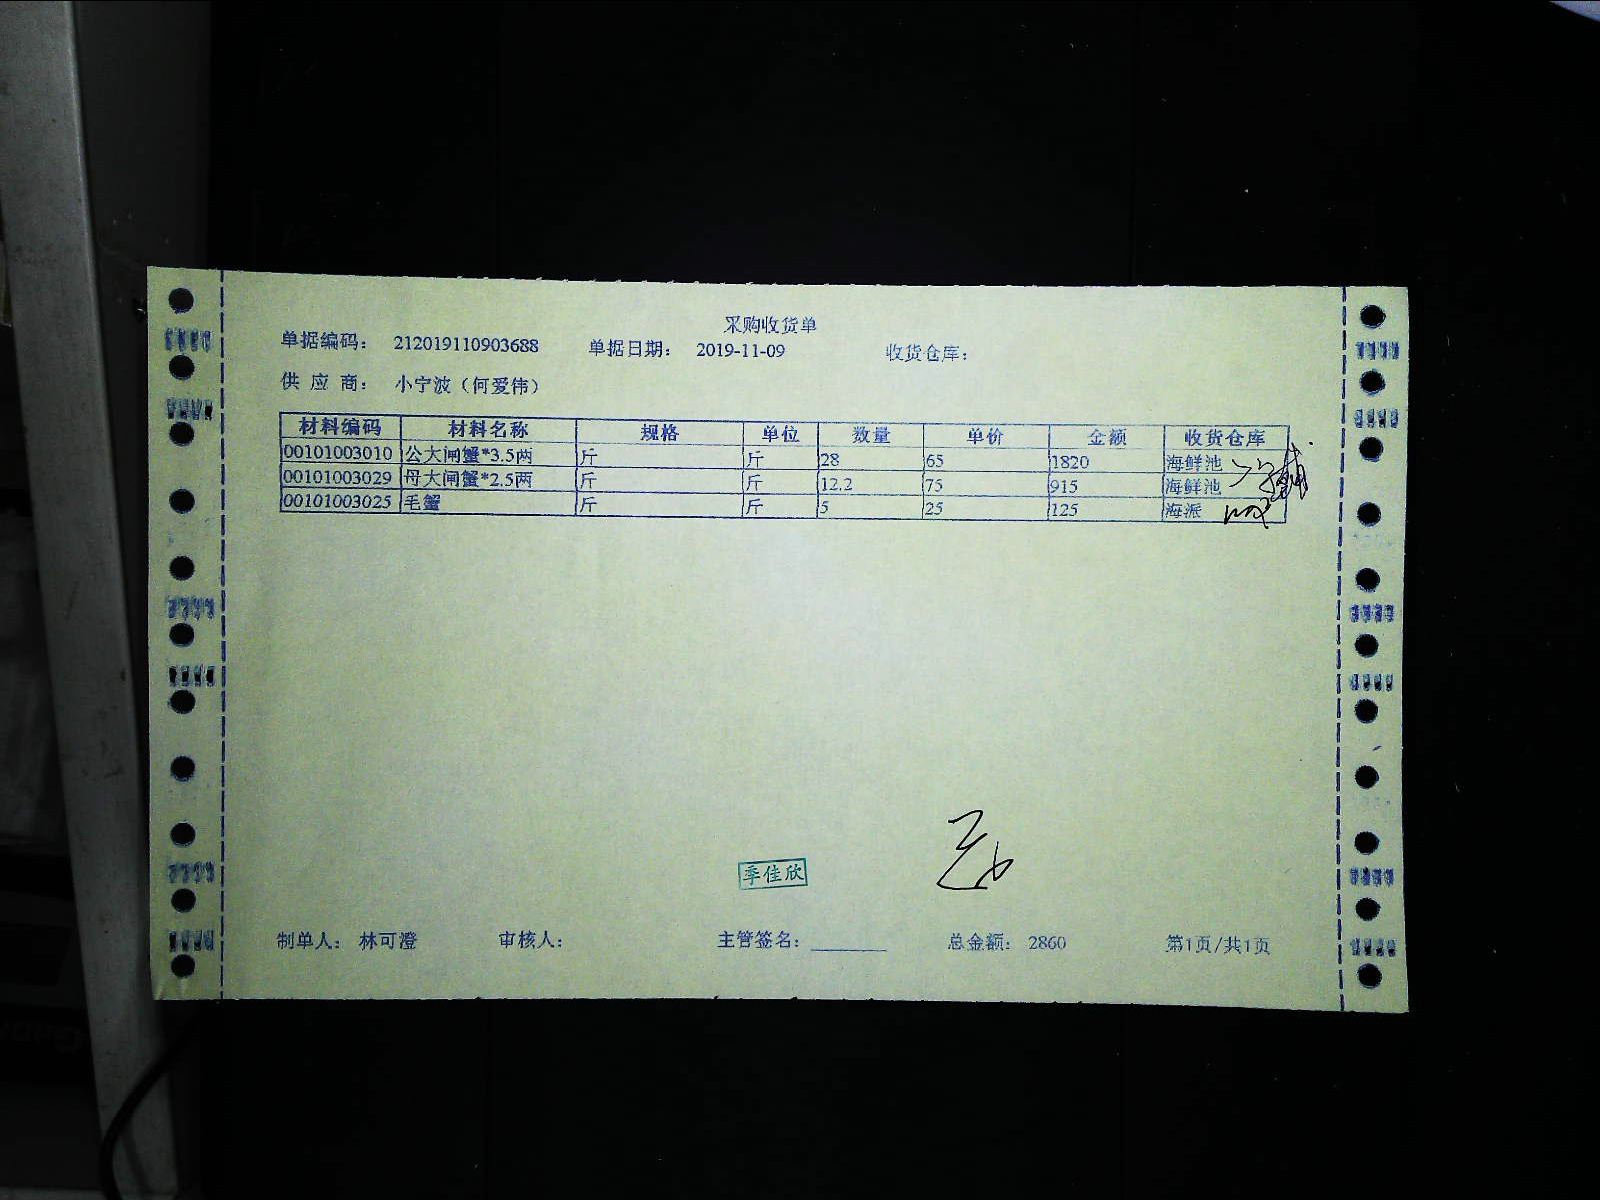 采购收货单
单据编码： 212019110903688 单据日期： 2019-11-09 收货仓库：
供 应 商： 小宁波（何爱伟）
材料编码 材料名称 规格 单位 数量 单价 金额 收货仓库
00101003010 公大闸蟹*3.5两 斤 斤 28 65 1820 海鲜池
00101003029 母大闸蟹*2.5两 斤 斤 12.2 75 915 海鲜池
00101003025 毛蟹 斤 斤 5 25 125 海派
季佳欣
制单人： 林可澄 审核人： 主管签名： 总金额： 2860 第1页/共1页